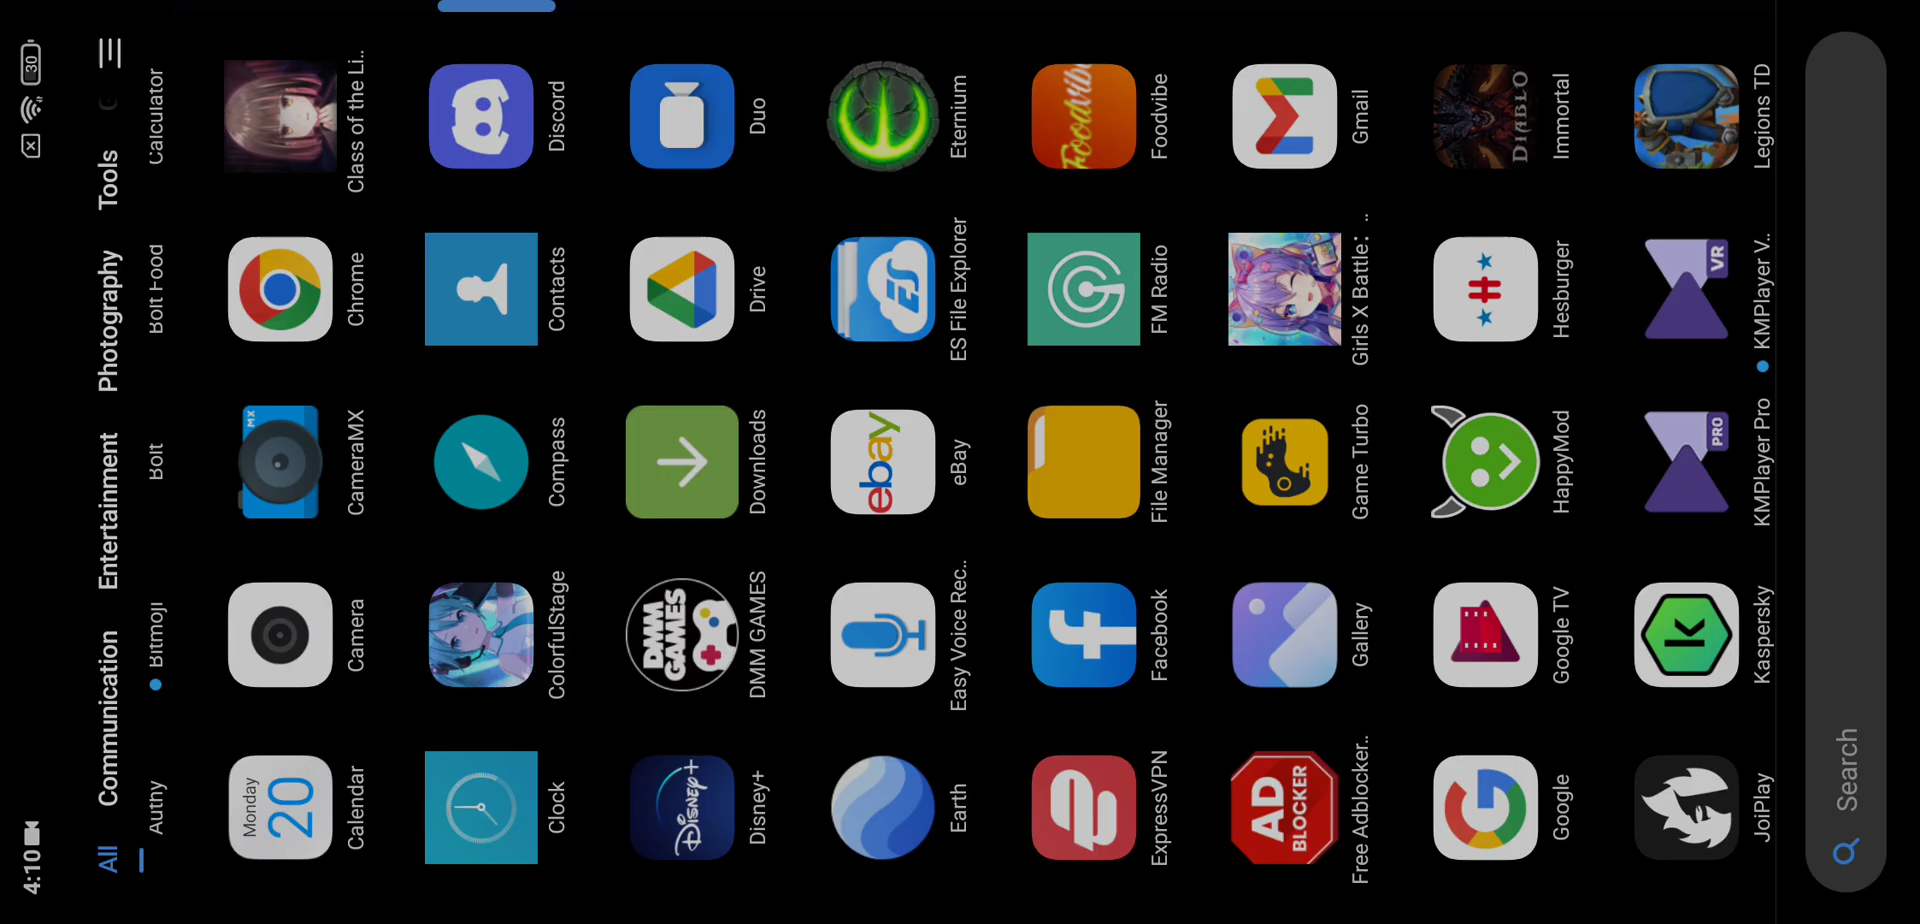 4:10 30
All Communication Entertainment Photography Tools G
Authy Bitmoji Bolt Bolt Food Calculator
Monday
20
MX
Calendar Camera CameraMX Chrome Class of the Li..
Clock ColorfulStage Compass Contacts Discord
Disney+
DMM
GAMES
Disney+ DMM GAMES Downloads Drive Duo
ebay
ES
Earth Easy Voice Rec.. eBay ES File Explorer Eternium
Foodvibe
ExpressVPN Facebook File Manager FM Radio Foodvibe
AD
BLOCKER
Free Adblocker.. Gallery Game Turbo Girls X Battle: .. Gmail
DIABLO
Google Google TV HappyMod Hesburger Immortal
k
PRO
VR
JoiPlay Kaspersky KMPlayer Pro KMPlayer V.. Legions TD
Search